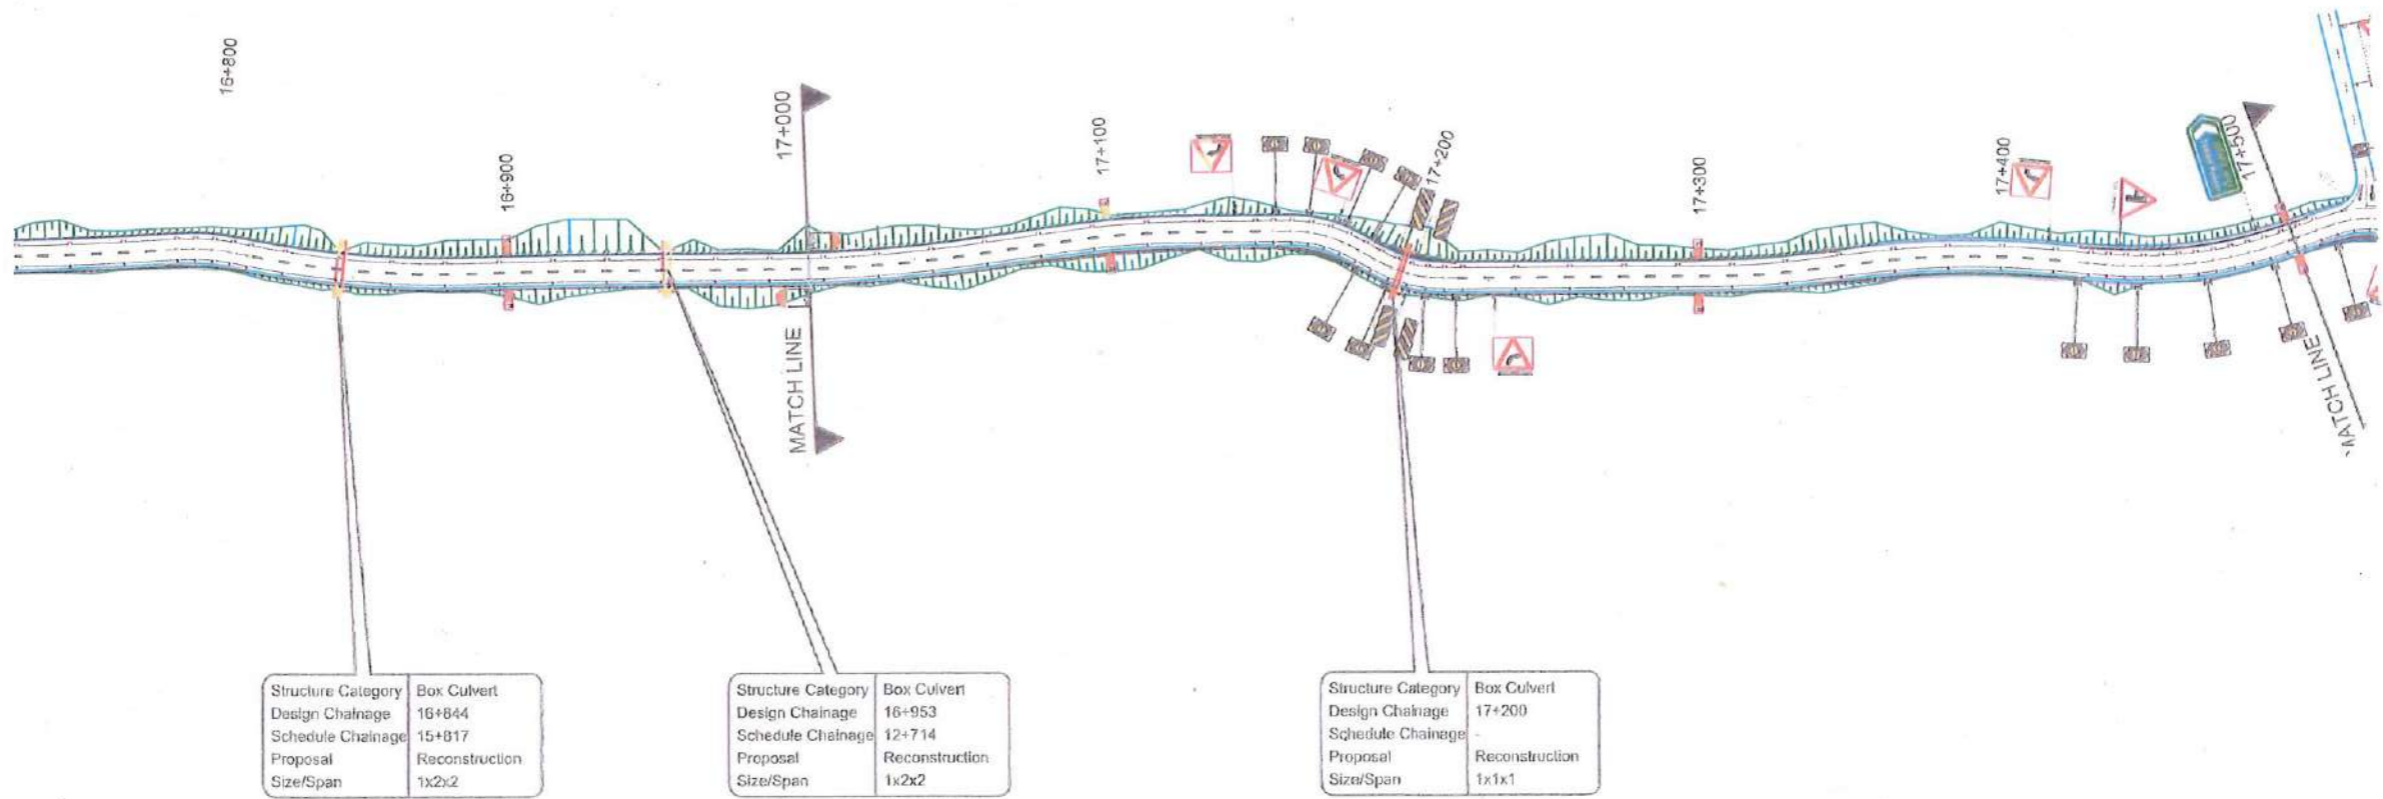 16+800
16+900
17+000
17+100
17+200
17+300
17+400
17+500
MATCH LINE
MATCH LINE
Structure Category Box Culvert
Design Chainage 16+844
Schedule Chainage 15+817
Proposal Reconstruction
Size/Span 1x2x2
Structure Category Box Culvert
Design Chainage 16+953
Schedule Chainage 12+714
Proposal Reconstruction
Size/Span 1x2x2
Structure Category Box Culvert
Design Chainage 17+200
Schedule Chainage -
Proposal Reconstruction
Size/Span 1x1x1